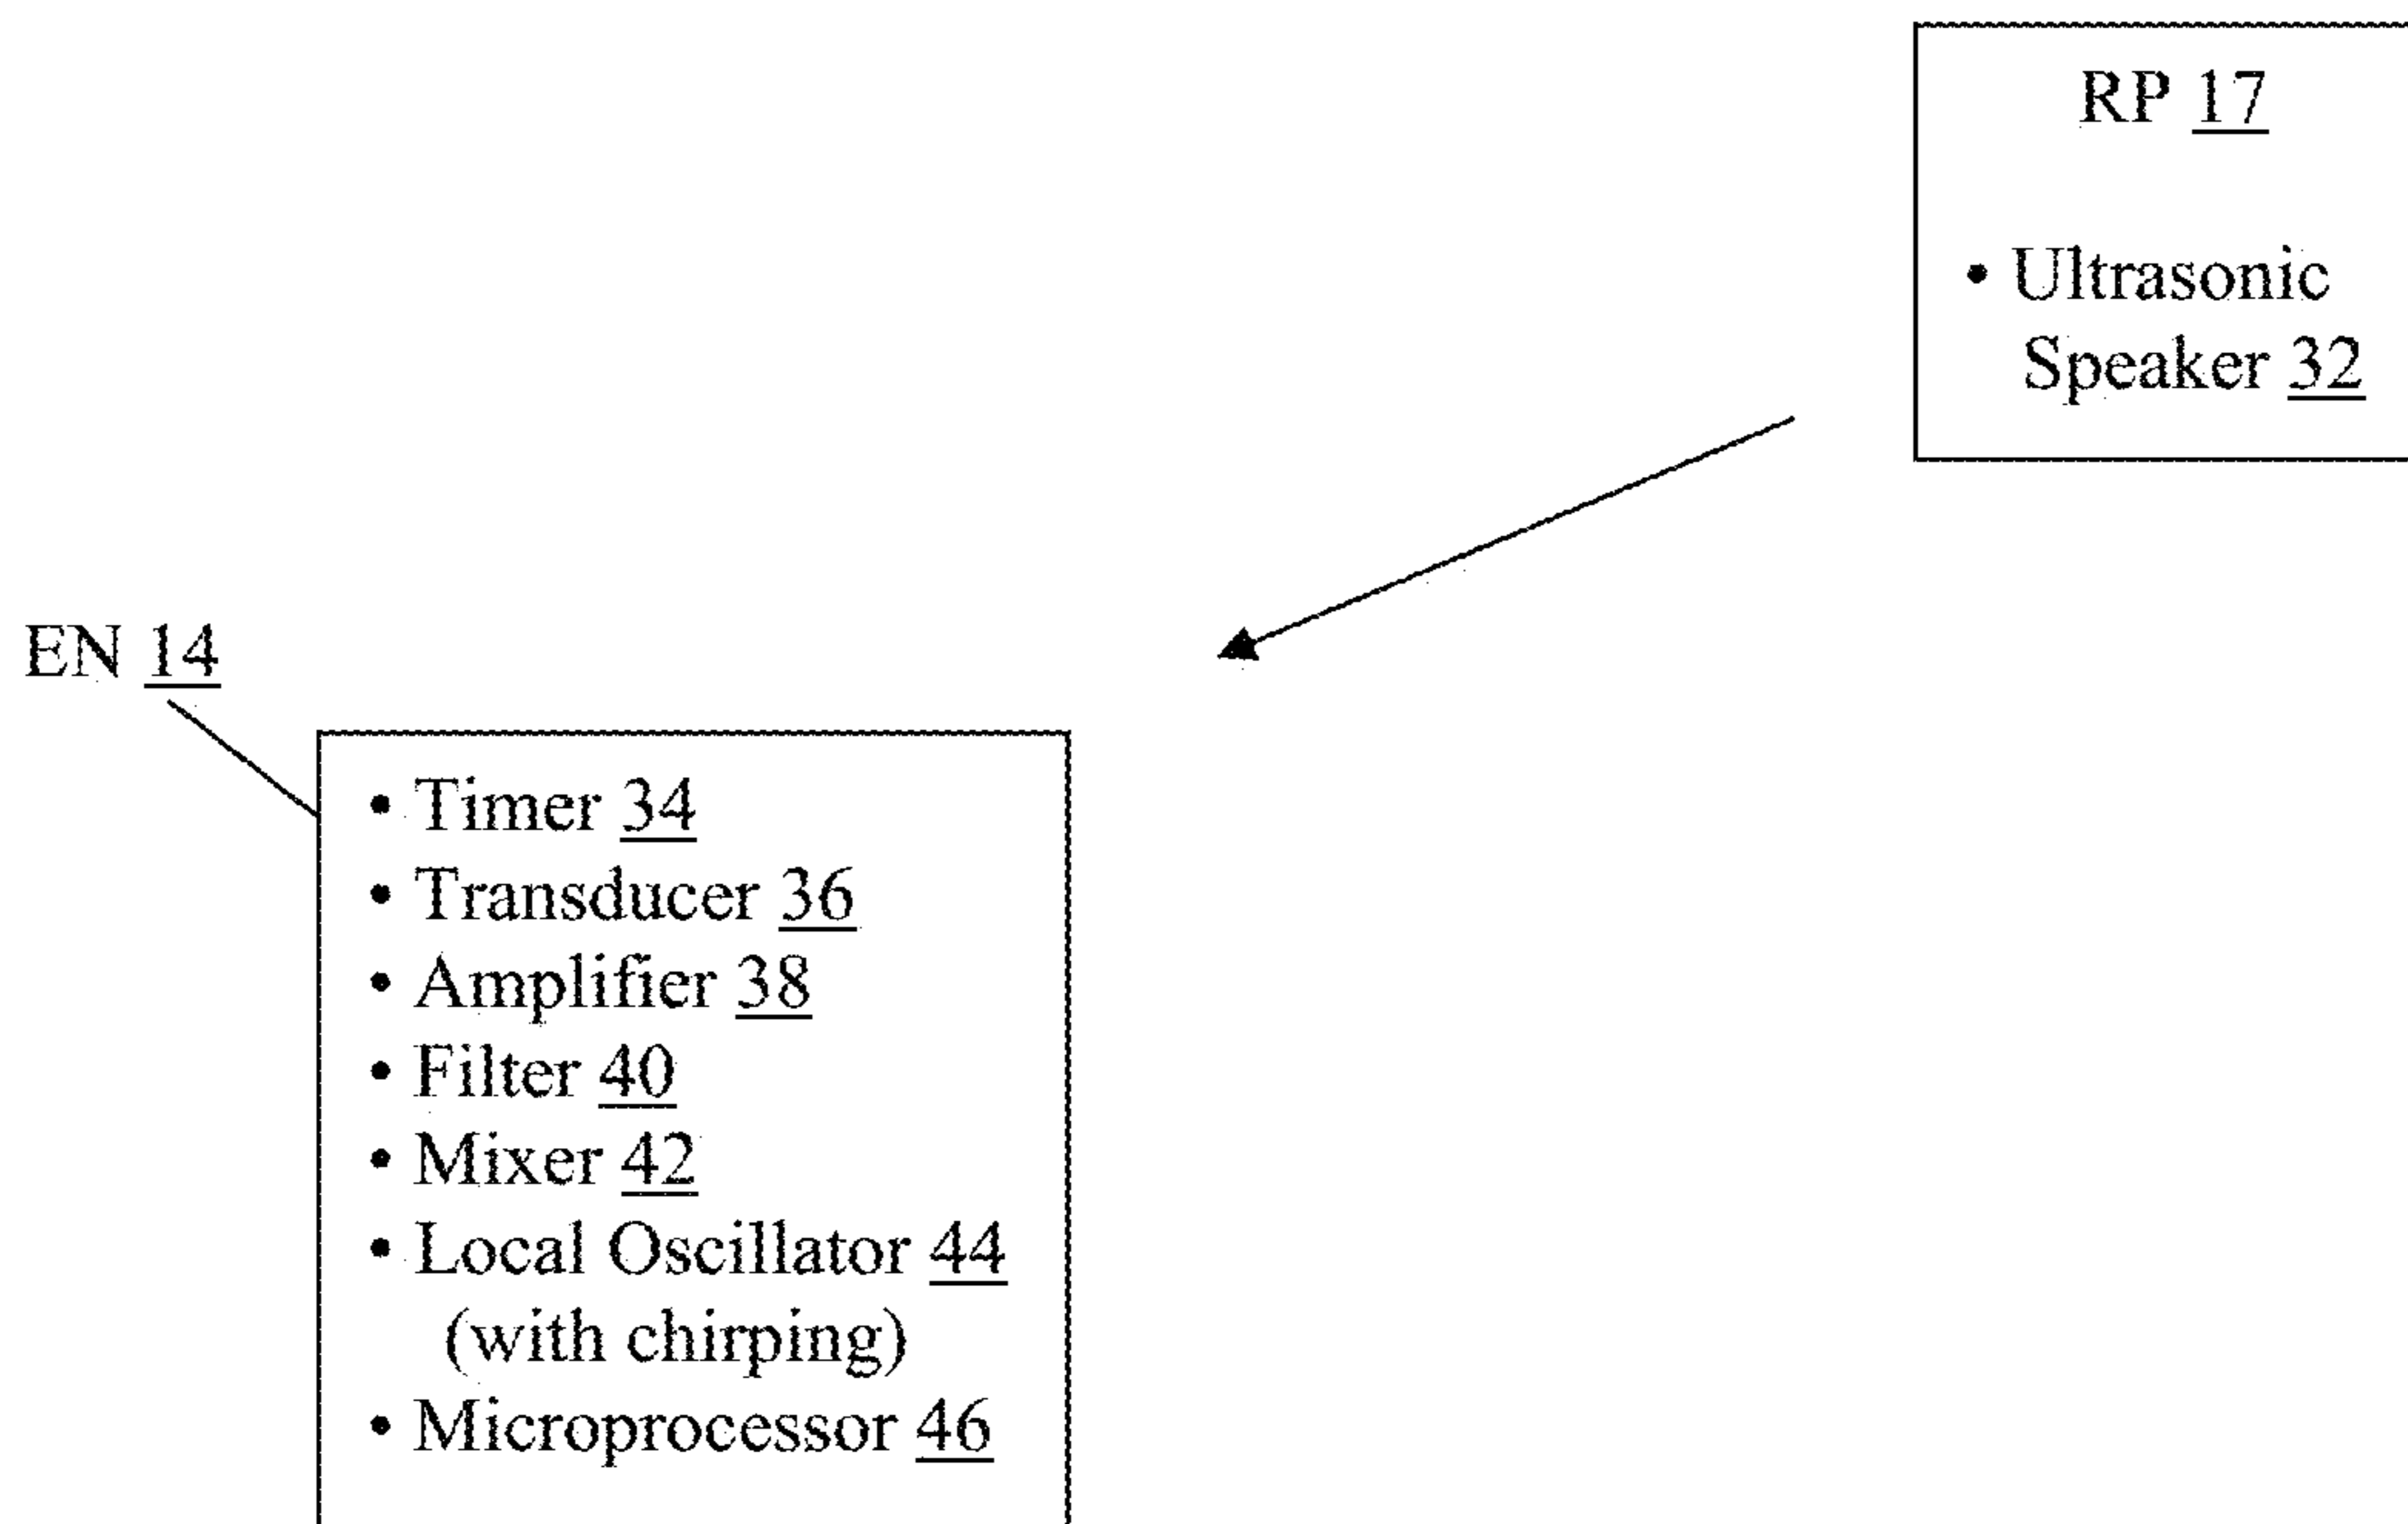 RP 17
• Ultrasonic
Speaker 32
EN 14
• Timer 34
• Transducer 36
• Amplifier 38
• Filter 40
• Mixer 42
• Local Oscillator 44
(with chirping)
• Microprocessor 46